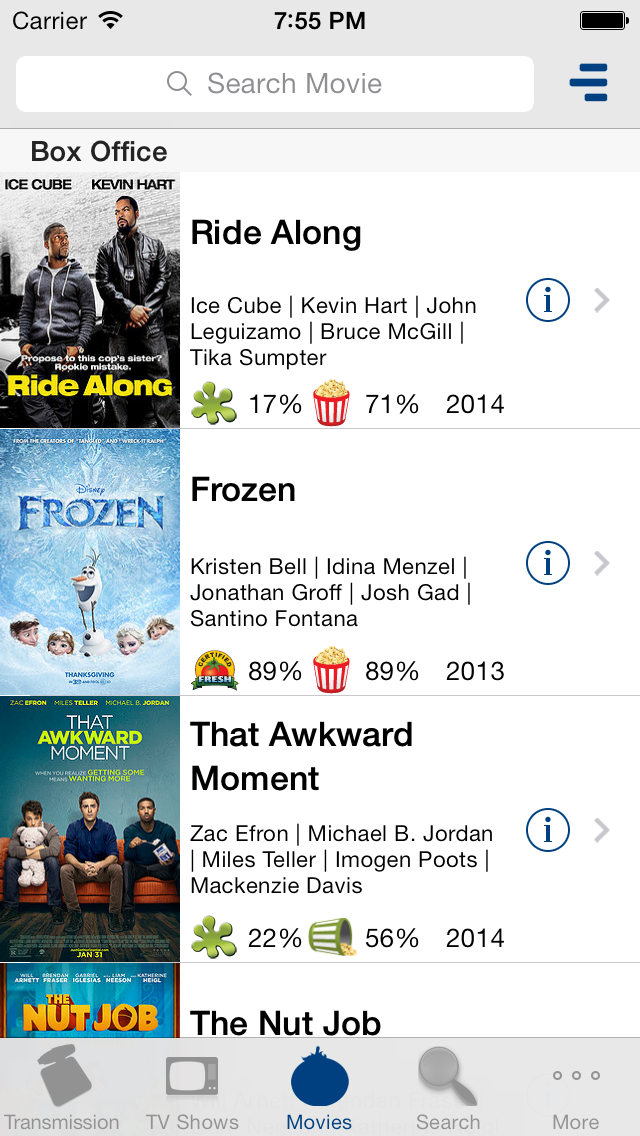 Carrier 7:55 PM
Search Movie
Box Office
ICE CUBE KEVIN HART
Propose to this cop's sister?
Rookie mistake.
Ride Along
Ride Along
Ice Cube | Kevin Hart | John
Leguizamo | Bruce McGill |
Tika Sumpter
17% 71% 2014
FROM THE CREATORS OF "TANGLED" AND "WRECK-IT RALPH"
Disney
FROZEN
THANKSGIVING
Frozen
Kristen Bell | Idina Menzel |
Jonathan Groff | Josh Gad |
Santino Fontana
CERTIFIED
FRESH
89% 89% 2013
ZAC EFRON MILES TELLER MICHAEL B. JORDAN
THAT
AWKWARD
MOMENT
WHEN YOU REALIZE GETTING SOME
MEANS WANTING MORE
JAN 31
That Awkward
Moment
Zac Efron | Michael B. Jordan
| Miles Teller | Imogen Poots |
Mackenzie Davis
22% 56% 2014
WILL ARNETT BRENDAN FRASER GABRIEL IGLESIAS WITH LIAM NEESON AND KATHERINE HEIGL
THE
NUT JOB
The Nut Job
Transmission TV Shows Movies Search More